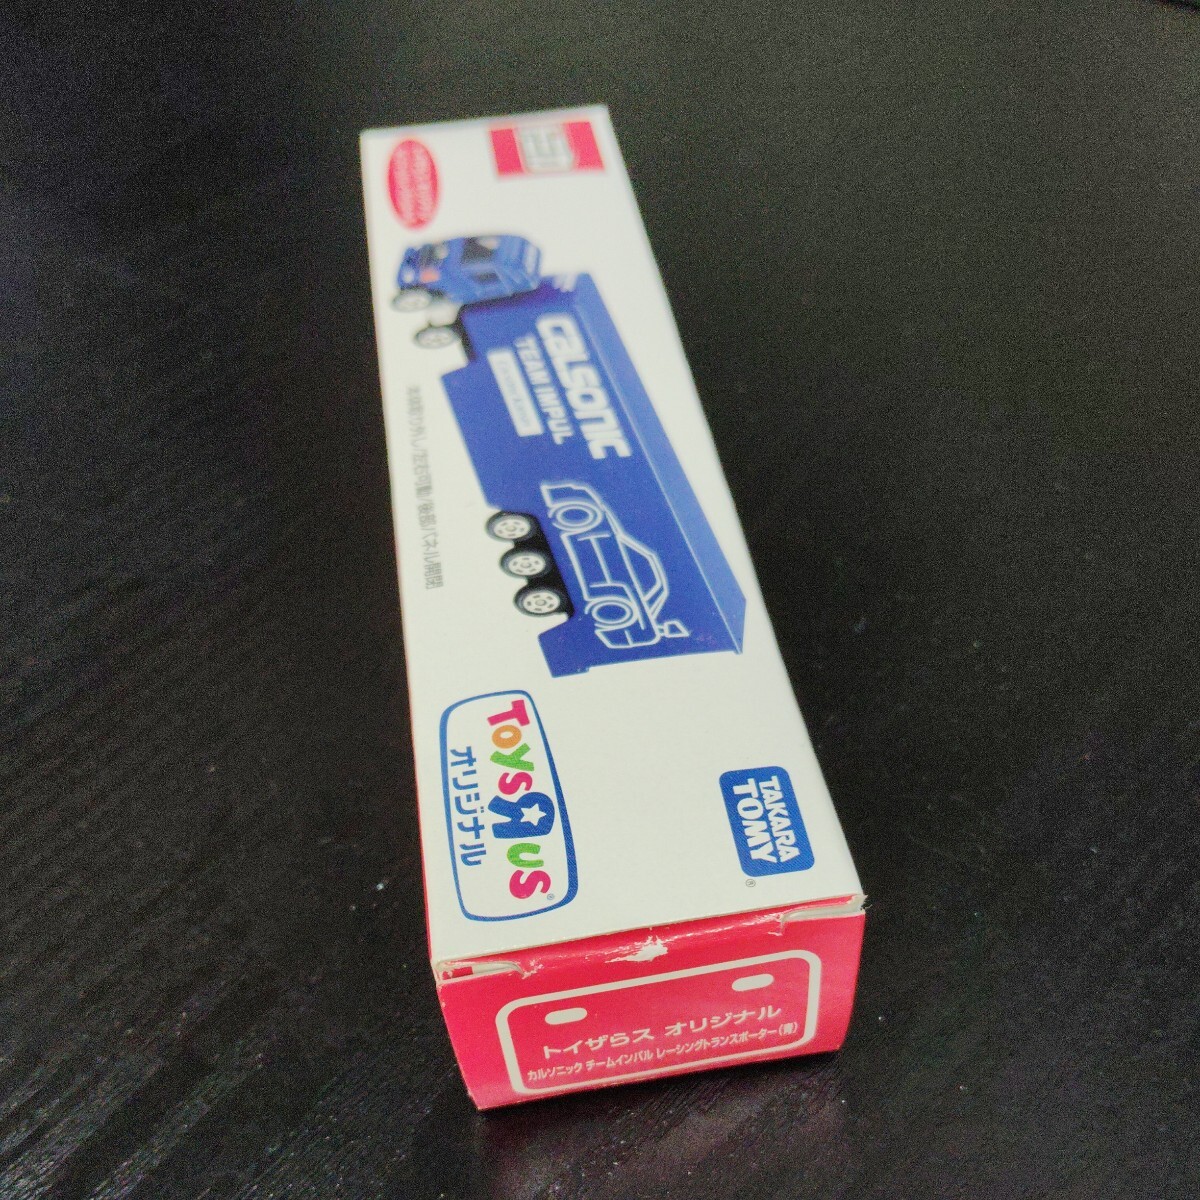 calsonic
TEAM IMPUL
Toys R us
®
オリジナル
TAKARA
TOMY
®
トイザらス オリジナル
カルソニック チームインパル レーシングトランスポーター(青)